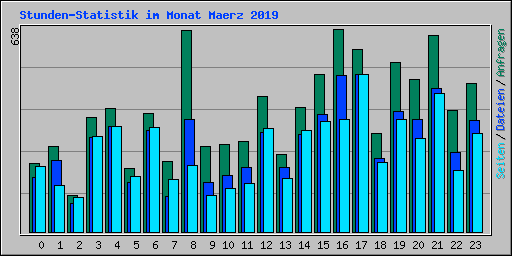 Stunden-Statistik im Monat Maerz 2019
638
0 1 2 3 4 5 6 7 8 9 10 11 12 13 14 15 16 17 18 19 20 21 22 23
Seiten / Dateien / Anfragen